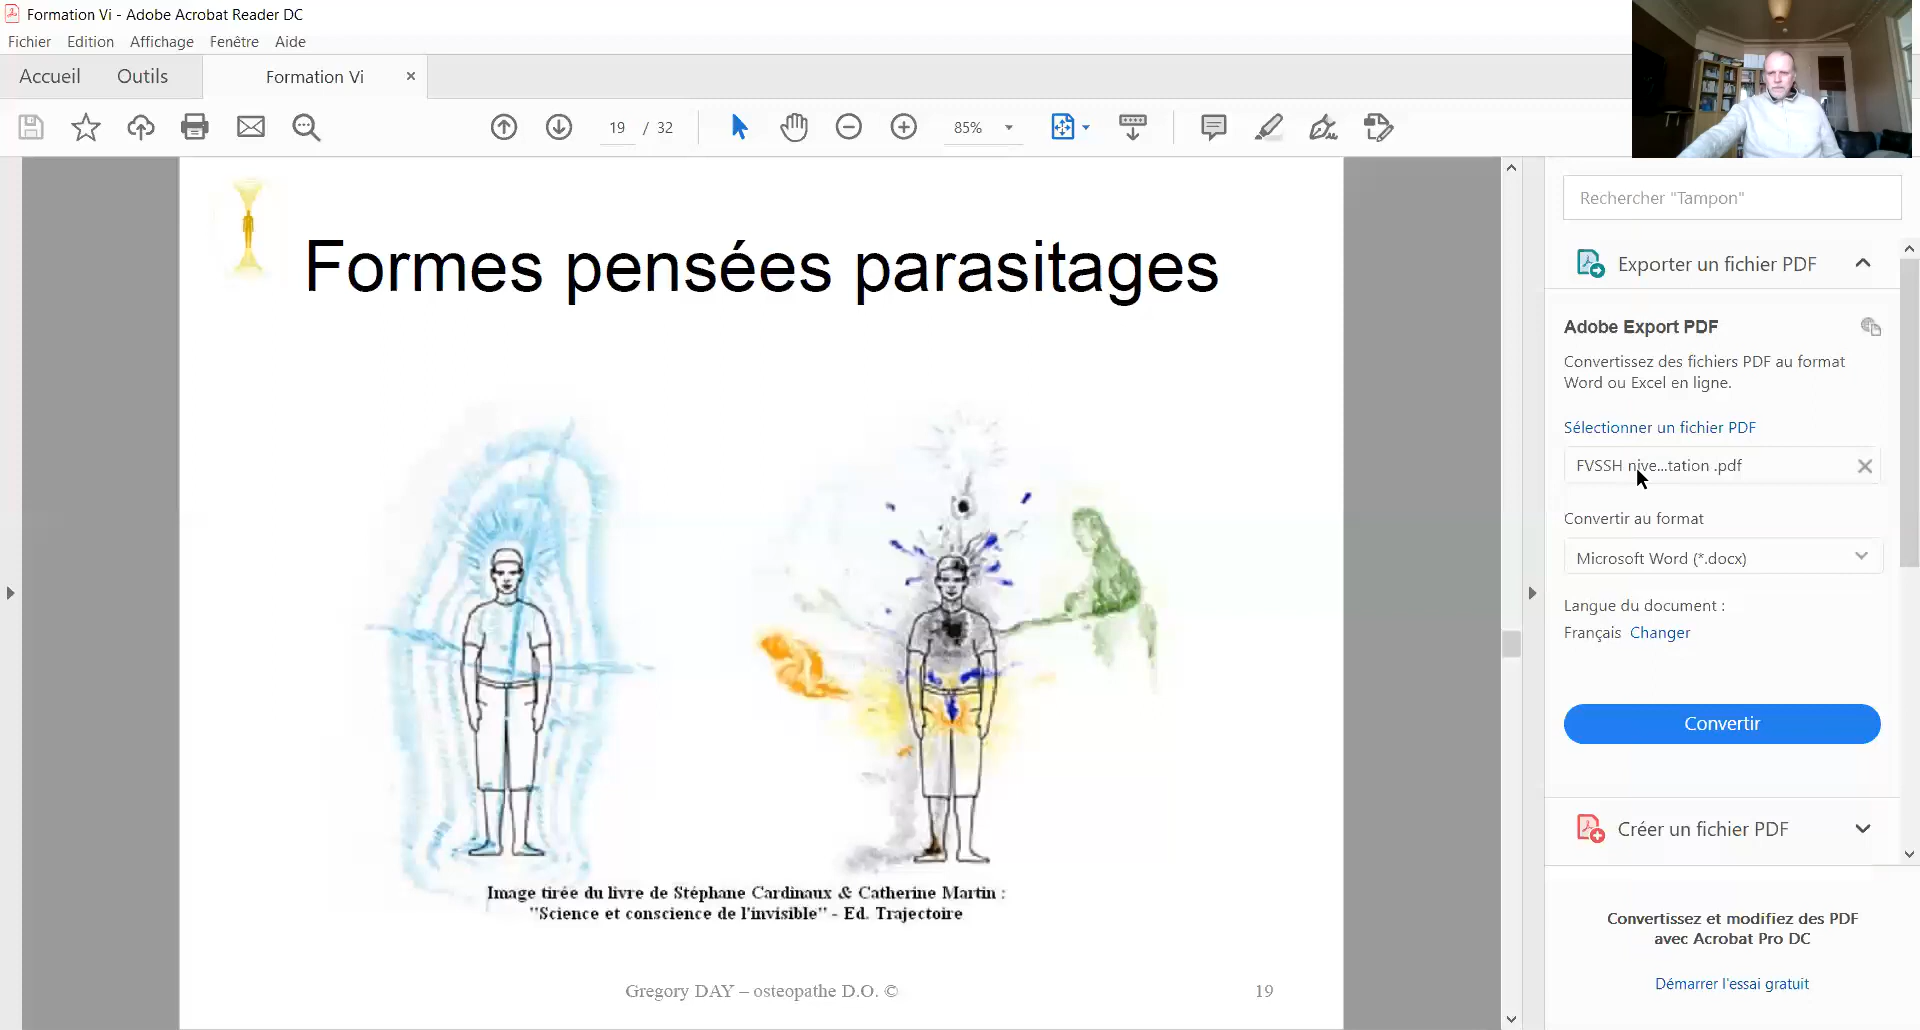 Formation Vi - Adobe Acrobat Reader DC
Fichier Edition Affichage Fenêtre Aide
Accueil Outils Formation Vi
19 / 32 85%
Formes pensées parasitages
Image tirée du livre de Stéphane Cardinaux & Catherine Martin :
"Science et conscience de l'invisible" - Ed. Trajectoire
Gregory DAY – osteopathe D.O. © 19
Rechercher "Tampon"
Exporter un fichier PDF
Adobe Export PDF
Convertissez des fichiers PDF au format
Word ou Excel en ligne.
Sélectionner un fichier PDF
FVSSH nive...tation .pdf
Convertir au format
Microsoft Word (*.docx)
Langue du document :
Français Changer
Convertir
Créer un fichier PDF
Convertissez et modifiez des PDF
avec Acrobat Pro DC
Démarrer l'essai gratuit